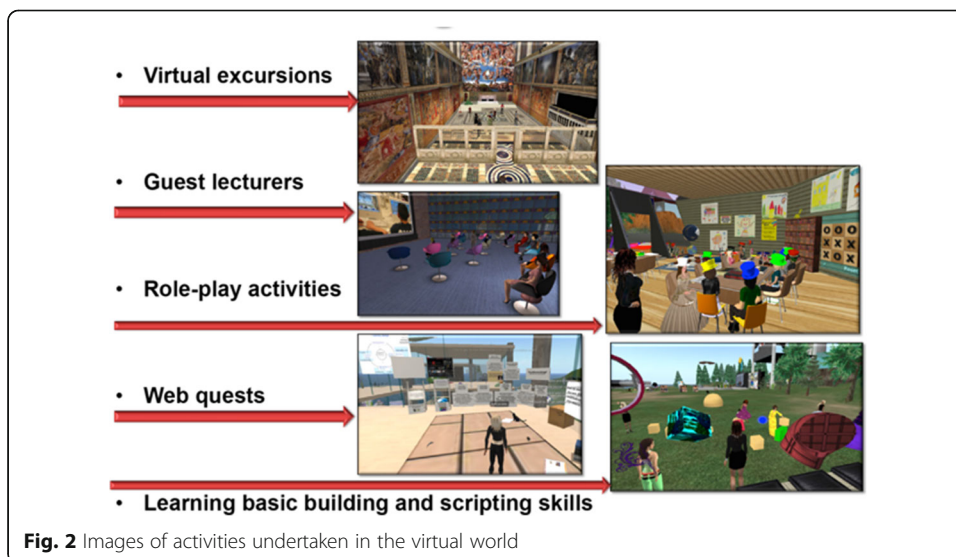 • Virtual excursions
• Guest lecturers
• Role-play activities
• Web quests
• Learning basic building and scripting skills
Fig. 2 Images of activities undertaken in the virtual world